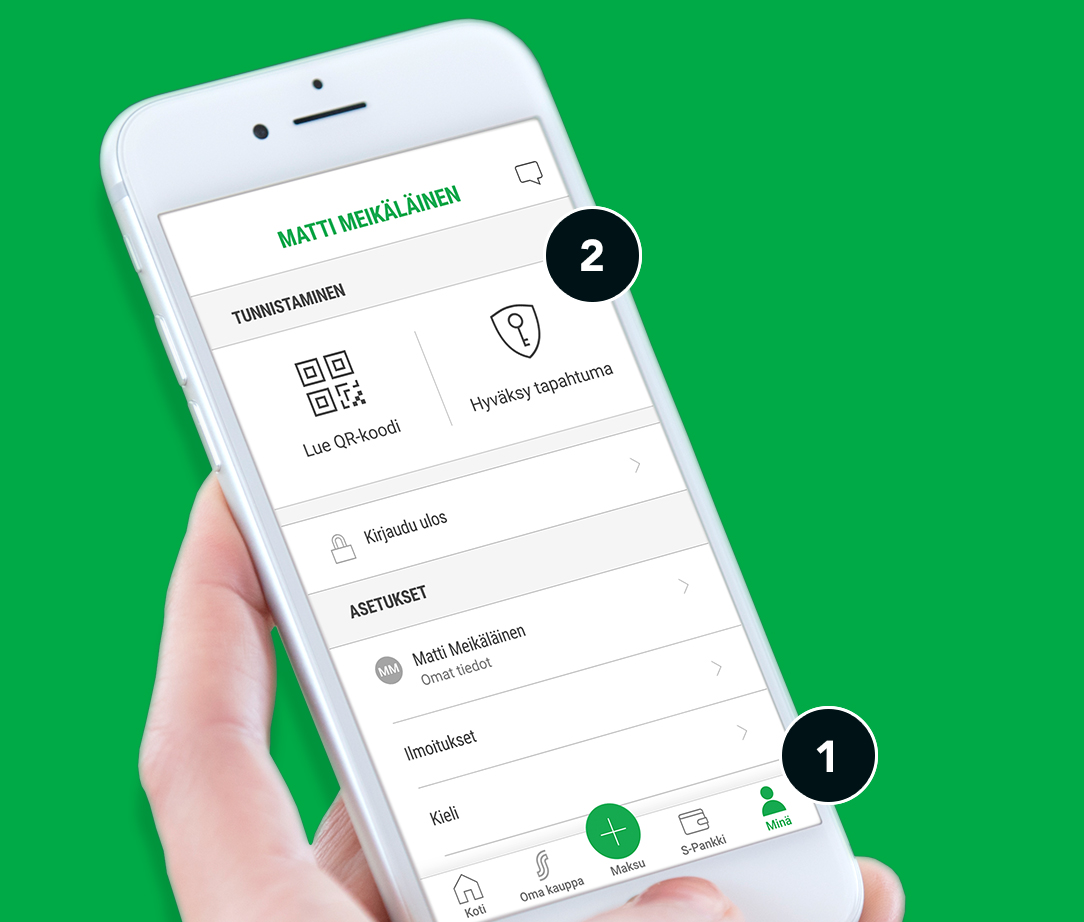 MATTI MEIKÄLÄINEN
2
TUNNISTAMINEN
Lue QR-koodi
Hyväksy tapahtuma
Kirjaudu ulos
ASETUKSET
MM
Matti Meikäläinen
Omat tiedot
Ilmoitukset
Kieli
1
Koti
Oma kauppa
Maksu
S-Pankki
Minä